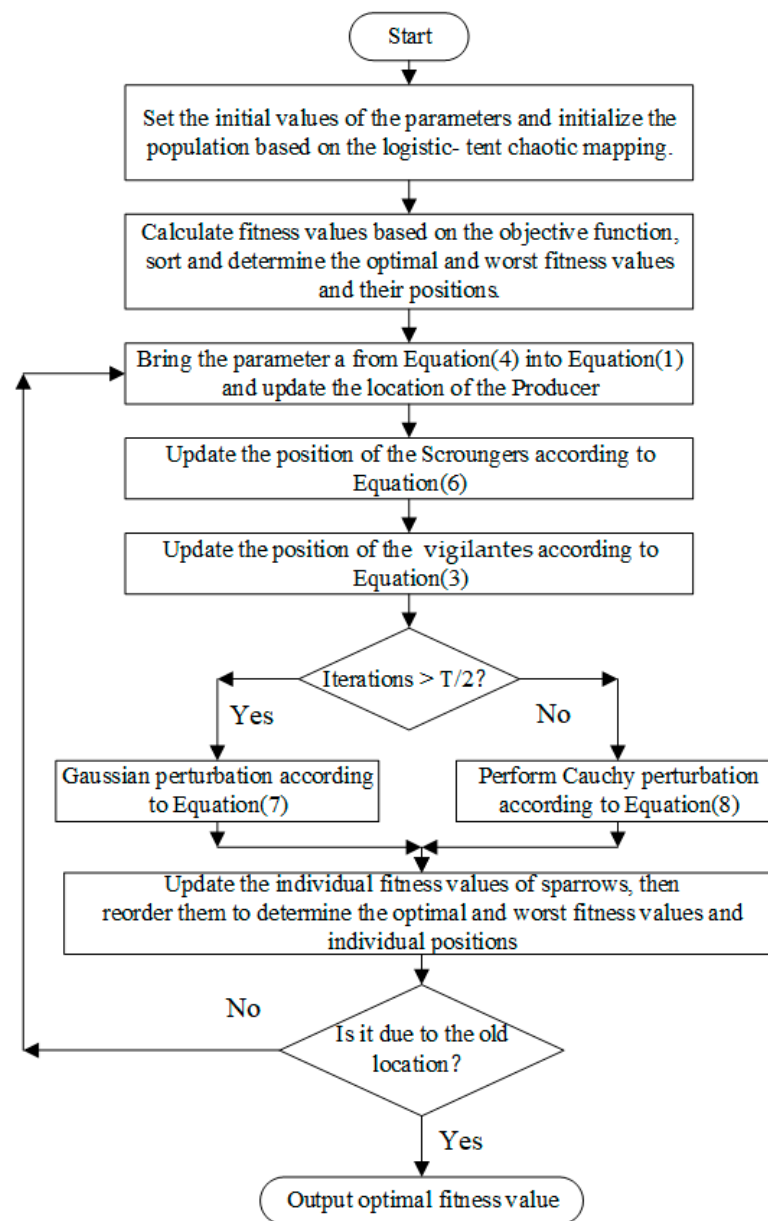 Start
Set the initial values of the parameters and initialize the
population based on the logistic- tent chaotic mapping.
Calculate fitness values based on the objective function,
sort and determine the optimal and worst fitness values
and their positions.
Bring the parameter a from Equation(4) into Equation(1)
and update the location of the Producer
Update the position of the Scroungers according to
Equation(6)
Update the position of the vigilantes according to
Equation(3)
Iterations > T/2?
Yes
No
Gaussian perturbation according
to Equation(7)
Perform Cauchy perturbation
according to Equation(8)
Update the individual fitness values of sparrows, then
reorder them to determine the optimal and worst fitness values and
individual positions
No
Is it due to the old
location?
Yes
Output optimal fitness value